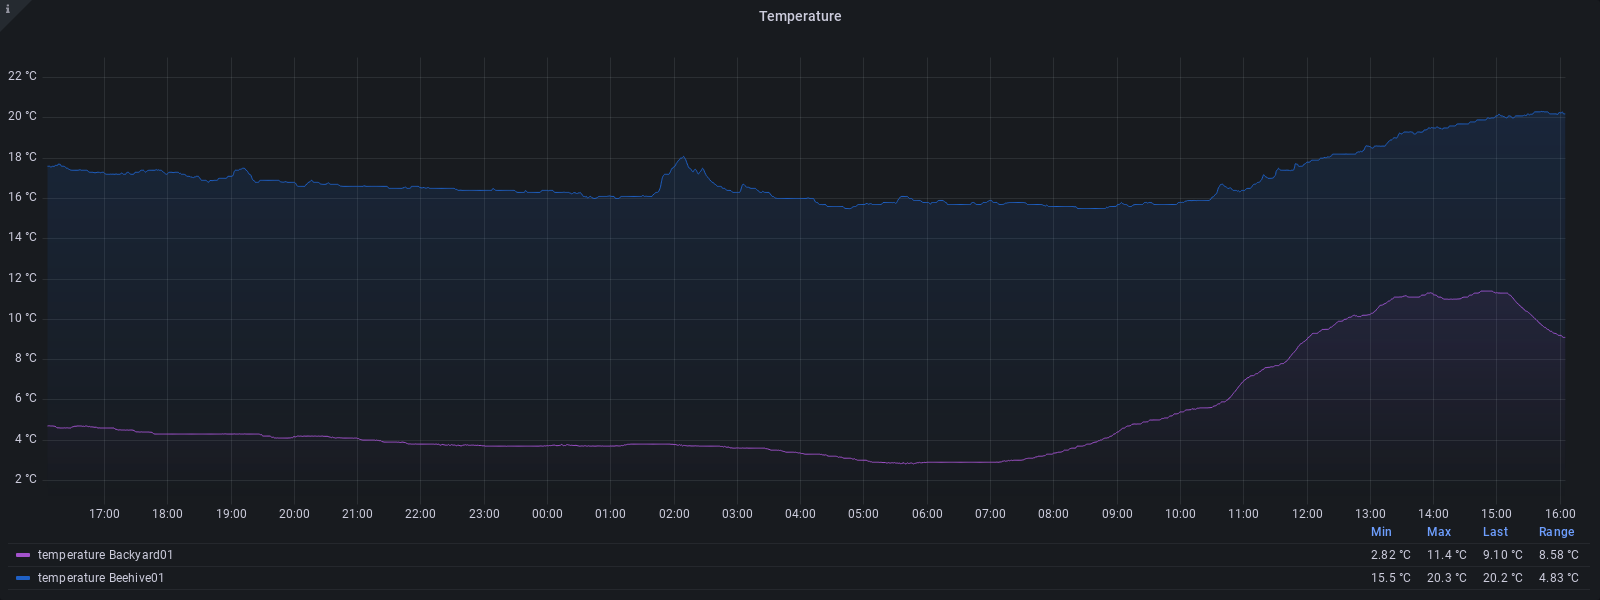 i
Temperature
22 °C
20 °C
18 °C
16 °C
14 °C
12 °C
10 °C
8 °C
6 °C
4 °C
2 °C
17:00 18:00 19:00 20:00 21:00 22:00 23:00 00:00 01:00 02:00 03:00 04:00 05:00 06:00 07:00 08:00 09:00 10:00 11:00 12:00 13:00 14:00 15:00 16:00
Min Max Last Range
temperature Backyard01 2.82 °C 11.4 °C 9.10 °C 8.58 °C
temperature Beehive01 15.5 °C 20.3 °C 20.2 °C 4.83 °C